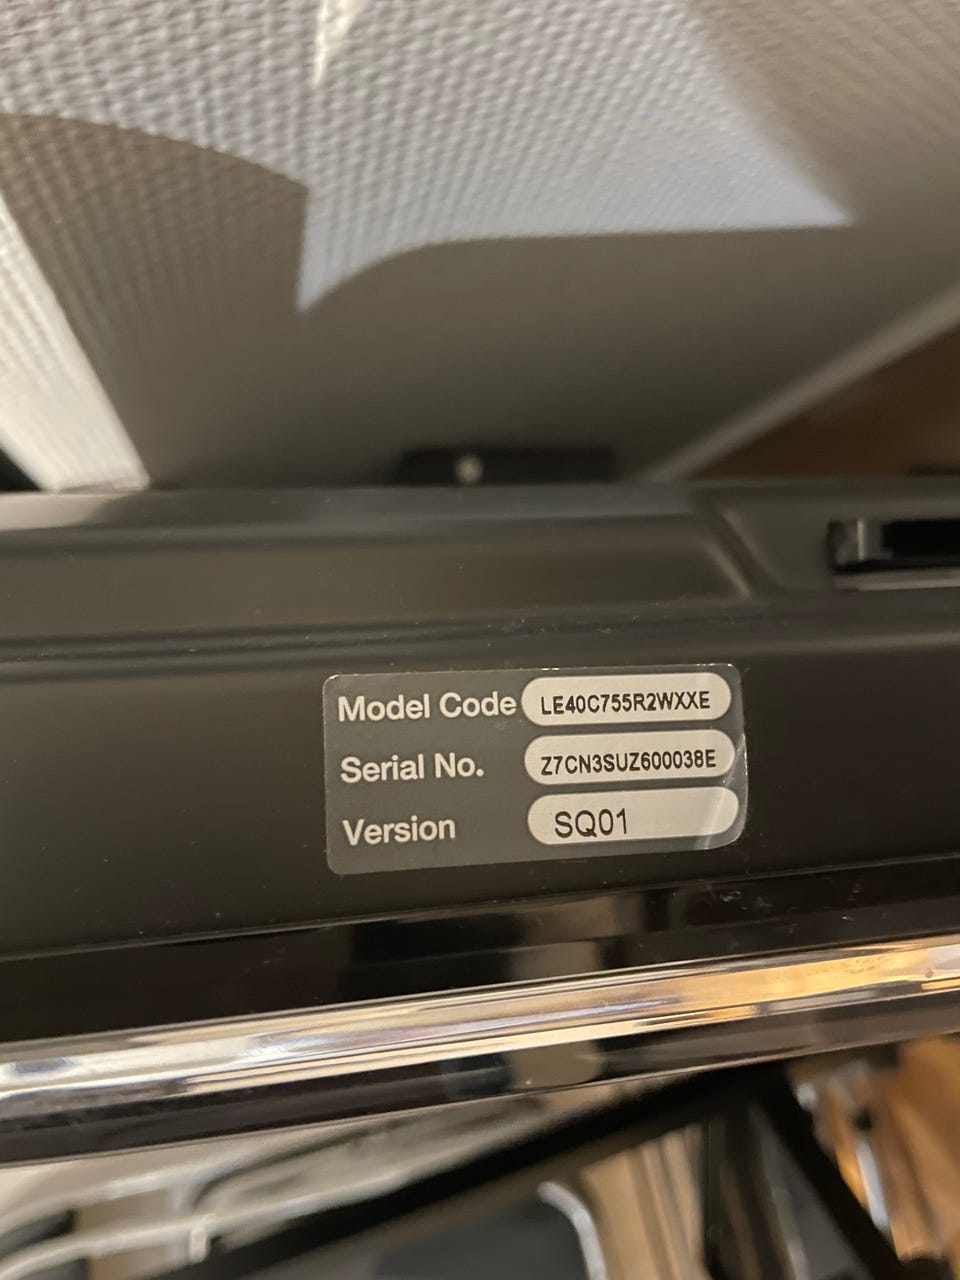 Model Code LE40C755R2WXXE
Serial No. Z7CN3SUZ600038E
Version SQ01